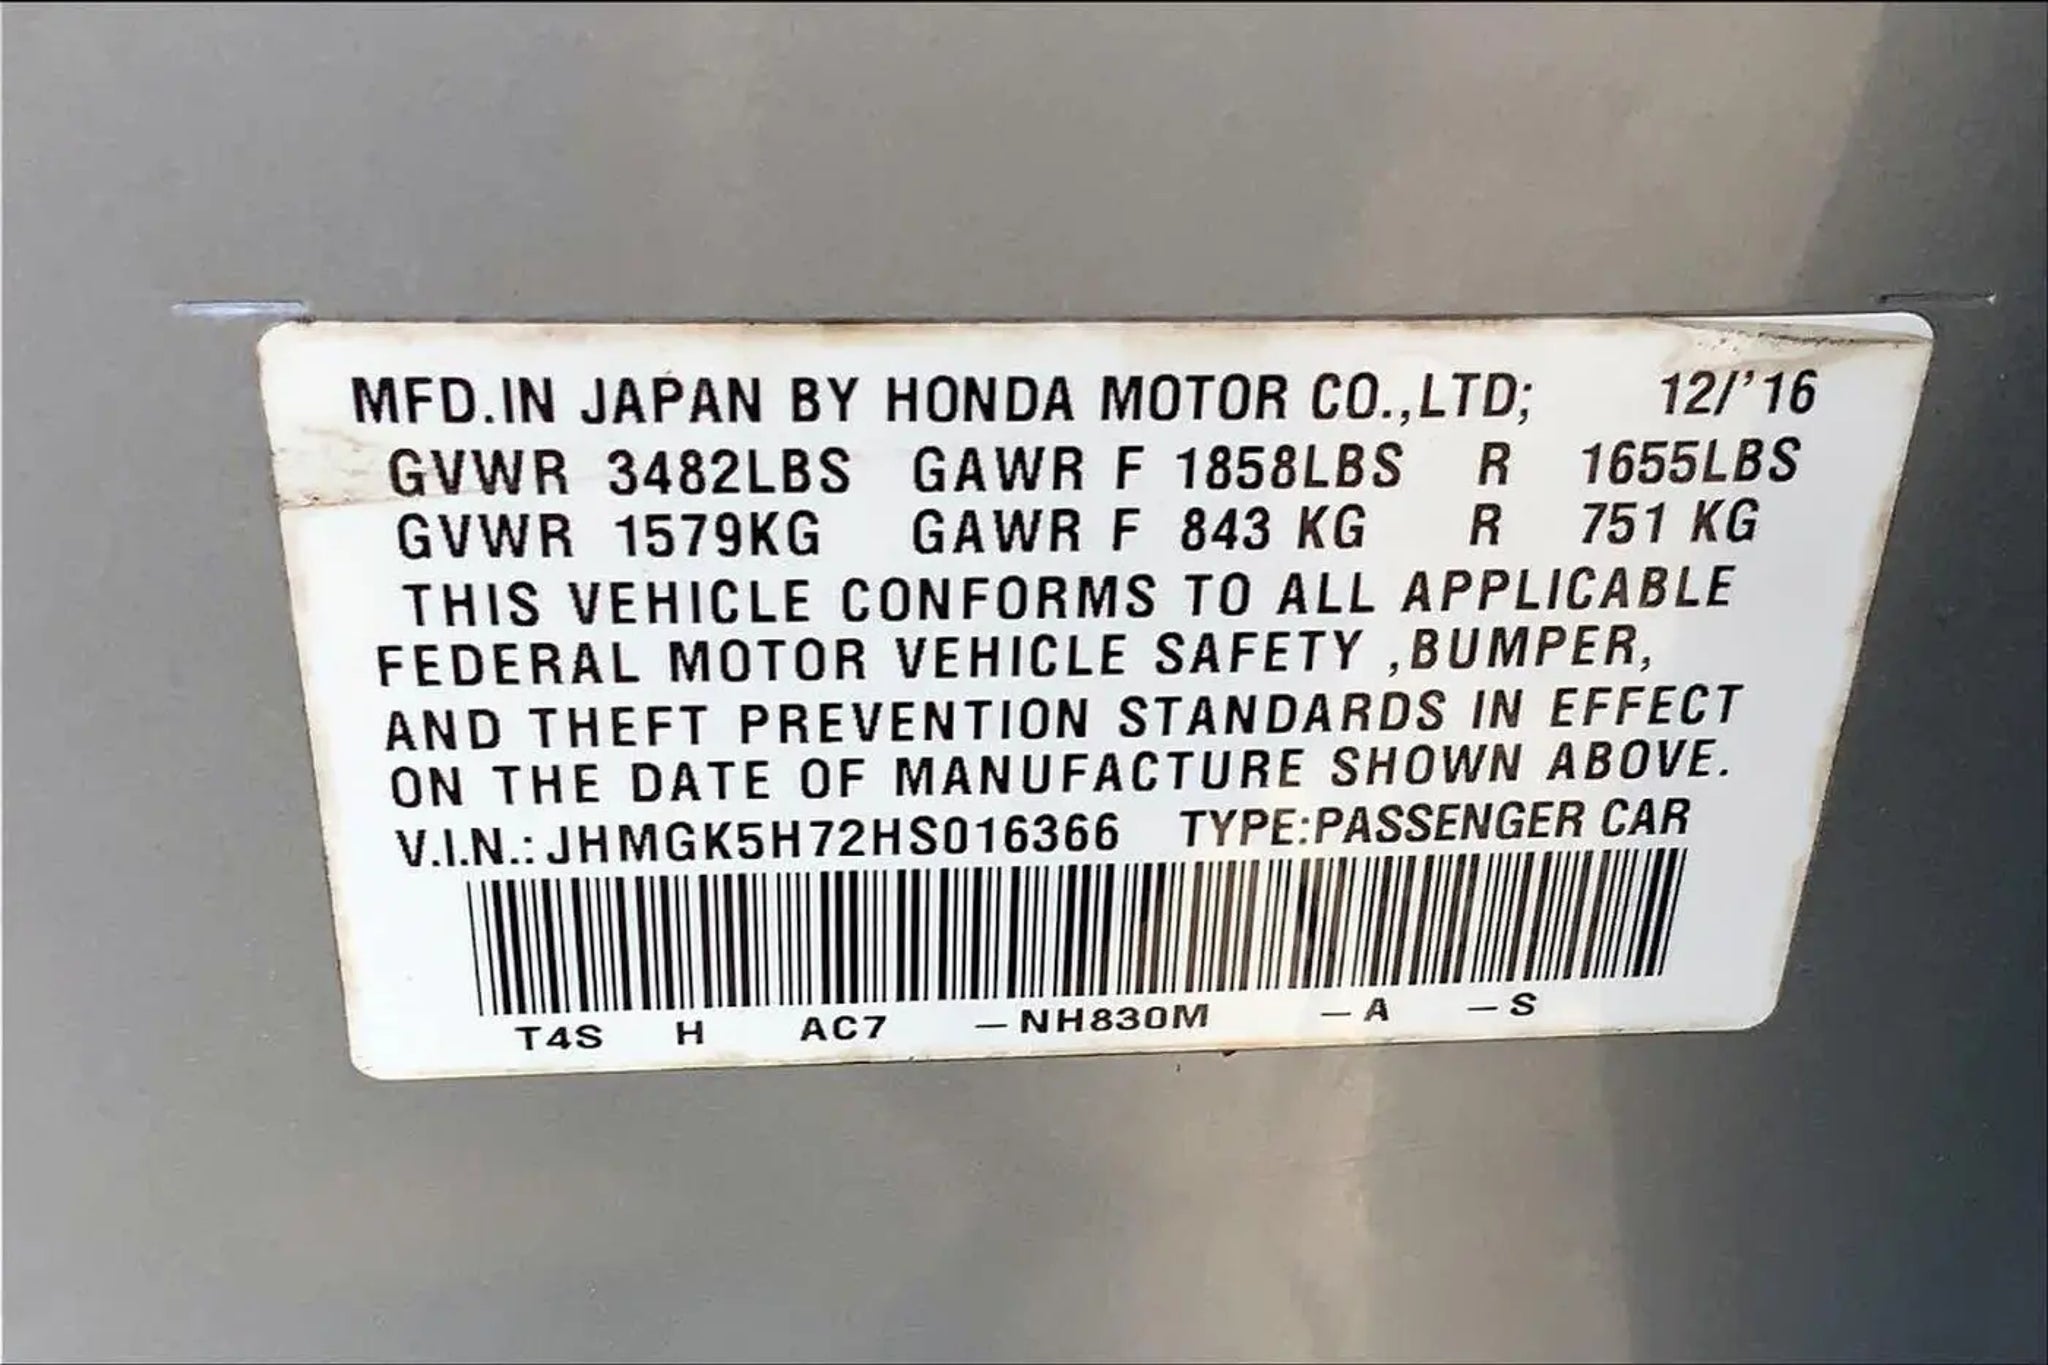 MFD.IN JAPAN BY HONDA MOTOR CO.,LTD; 12/'16
GVWR 3482LBS GAWR F 1858LBS R 1655LBS
GVWR 1579KG GAWR F 843 KG R 751 KG
THIS VEHICLE CONFORMS TO ALL APPLICABLE
FEDERAL MOTOR VEHICLE SAFETY ,BUMPER,
AND THEFT PREVENTION STANDARDS IN EFFECT
ON THE DATE OF MANUFACTURE SHOWN ABOVE.
V.I.N.: JHMGK5H72HS016366 TYPE:PASSENGER CAR
T4S H AC7 –NH830M –A –S